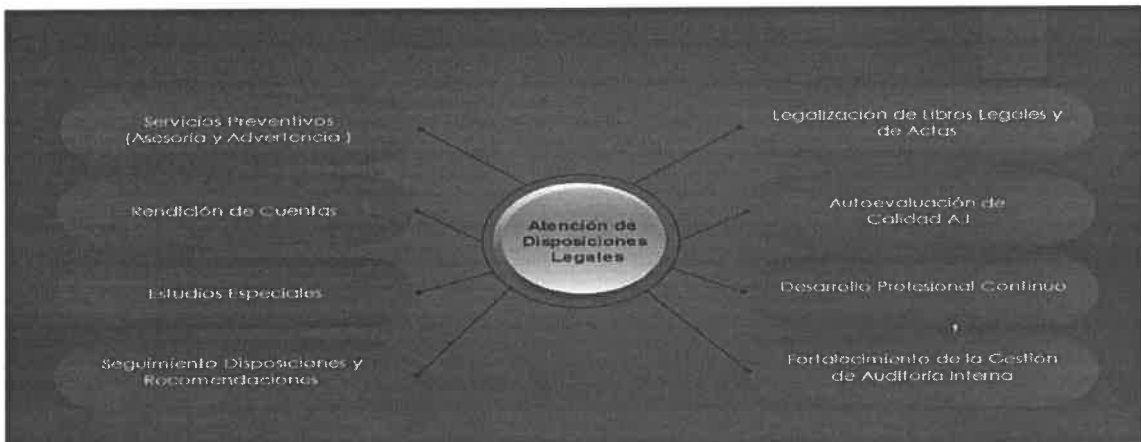 Servicios Preventivos
(Asesoría y Advertencia )
Rendición de Cuentas
Estudios Especiales
Seguimiento Disposiciones y
Recomendaciones
Atención de
Disposiciones
Legales
Legalización de Libros Legales y
de Actas
Autoevaluación de
Calidad A.I
Desarrollo Profesional Continuo
Fortalecimiento de la Gestión
de Auditoría Interna